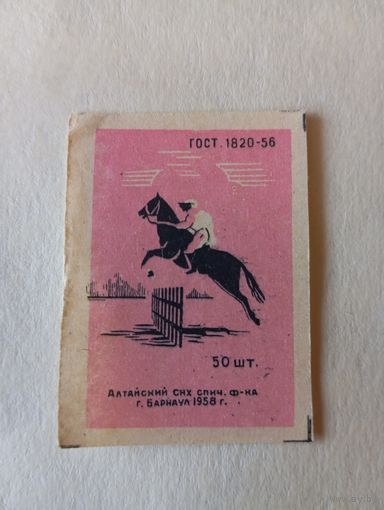 ГОСТ. 1820-56
50 шт.
Алтайский СНХ спич. ф-ка
г. Барнаул 1958 г.